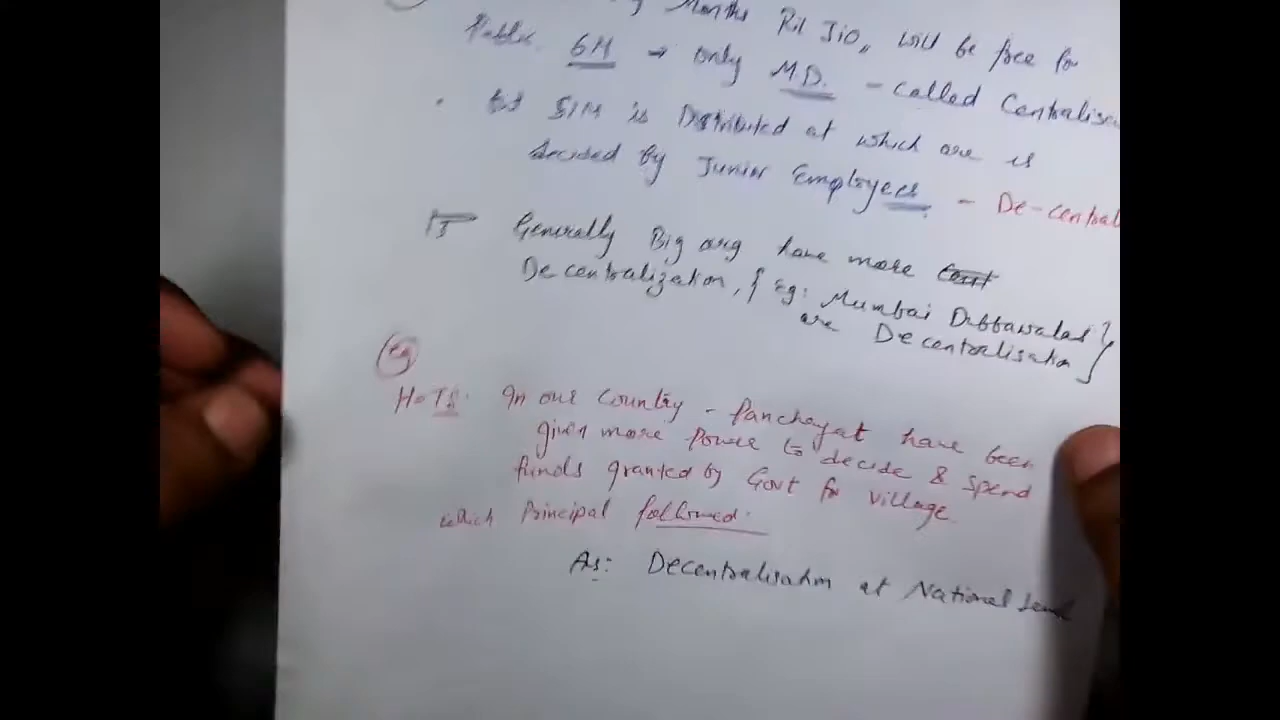 Months Ril Jio,, will be free for
Public 6M → only M.D. - called Centralisa
SIM is Distributed at which are is
decided by Junior Employees - De-central
Generally Big org have more
Decentralization, { Eg: Mumbai Dabbawalas }
are Decentralisation }
eg
HOTS: In our Country - Panchayat have been
given more Power to decide & Spend
funds granted by Govt for Village.
which Principal followed.
As: Decentralisation at National Level